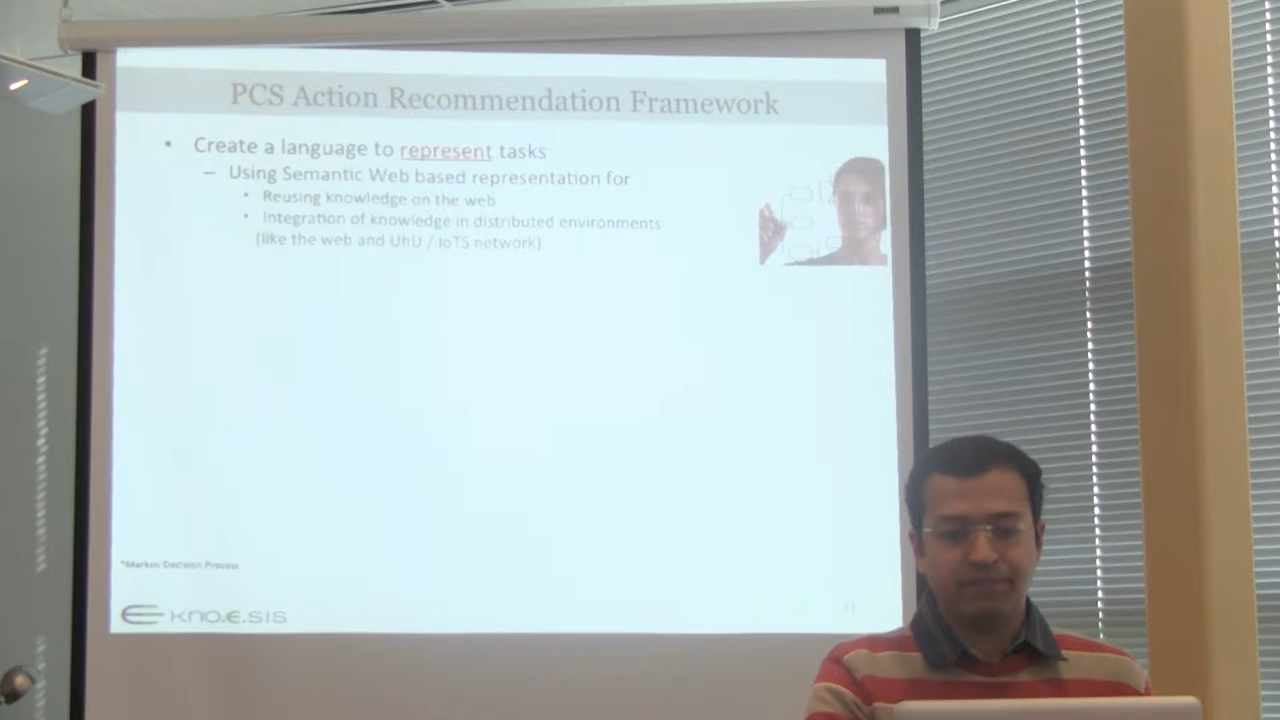 PCS Action Recommendation Framework
• Create a language to represent tasks
– Using Semantic Web based representation for
• Reusing knowledge on the web
• Integration of knowledge in distributed environments
(like the web and UhU / IoTS network)
*Markov Decision Process
kno.e.sis